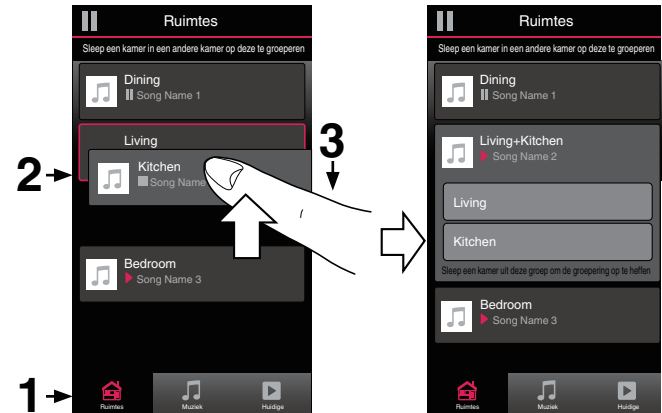 Ruimtes
Sleep een kamer in een andere kamer op deze te groeperen
Dining
Song Name 1
Living
Kitchen
Song Name
Bedroom
Song Name 3
Ruimtes
Muziek
Huidige
1
2
3
Ruimtes
Sleep een kamer in een andere kamer op deze te groeperen
Dining
Song Name 1
Living+Kitchen
Song Name 2
Living
Kitchen
Sleep een kamer uit deze groep om de groepering op te heffen
Bedroom
Song Name 3
Ruimtes
Muziek
Huidige